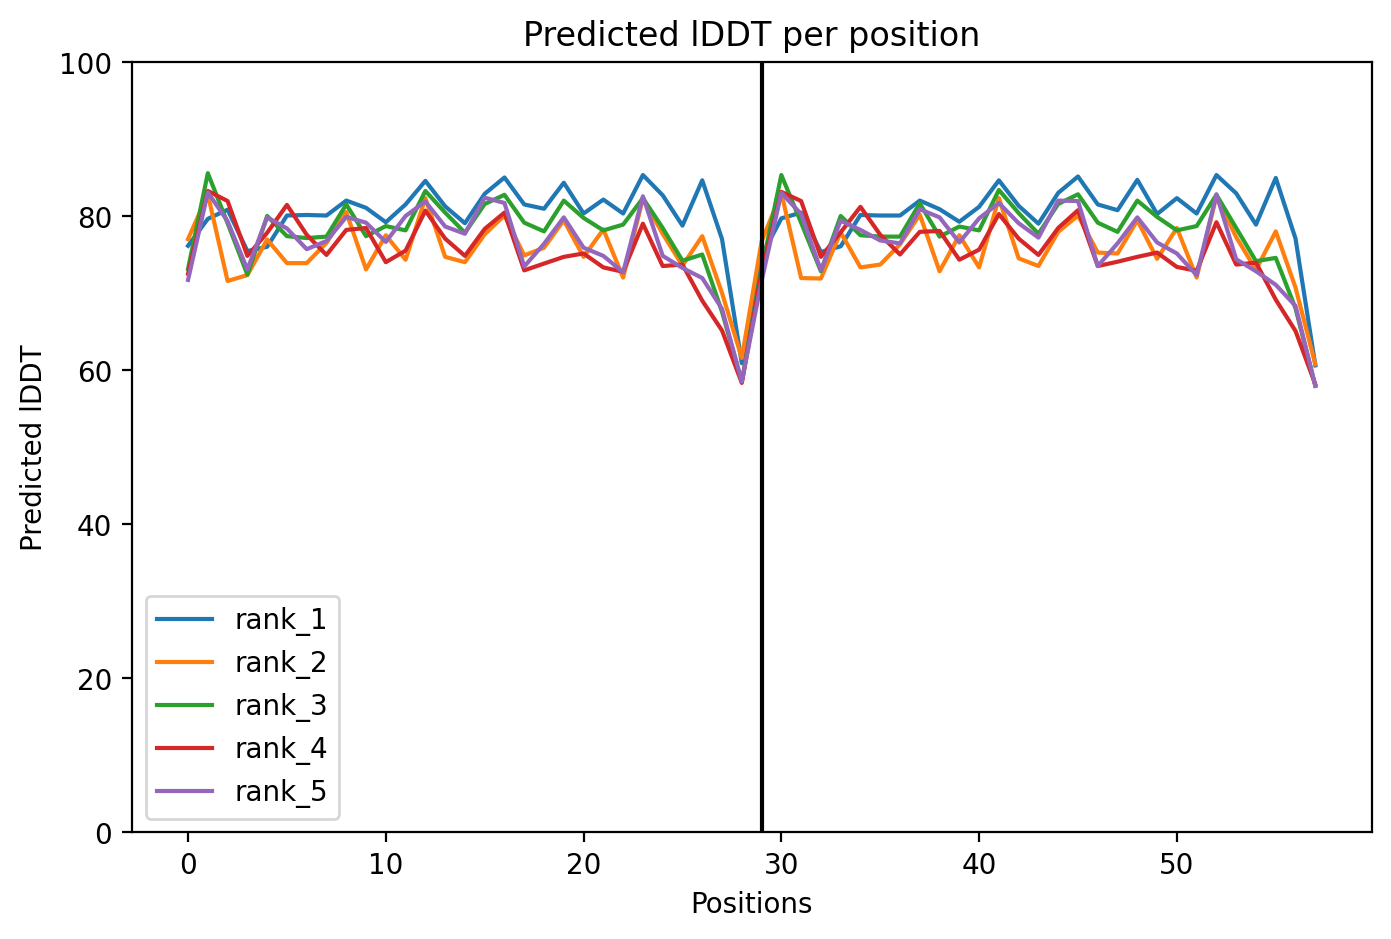 Predicted lDDT per position
100
80
60
40
20
0
Predicted lDDT
rank_1
rank_2
rank_3
rank_4
rank_5
0 10 20 30 40 50
Positions